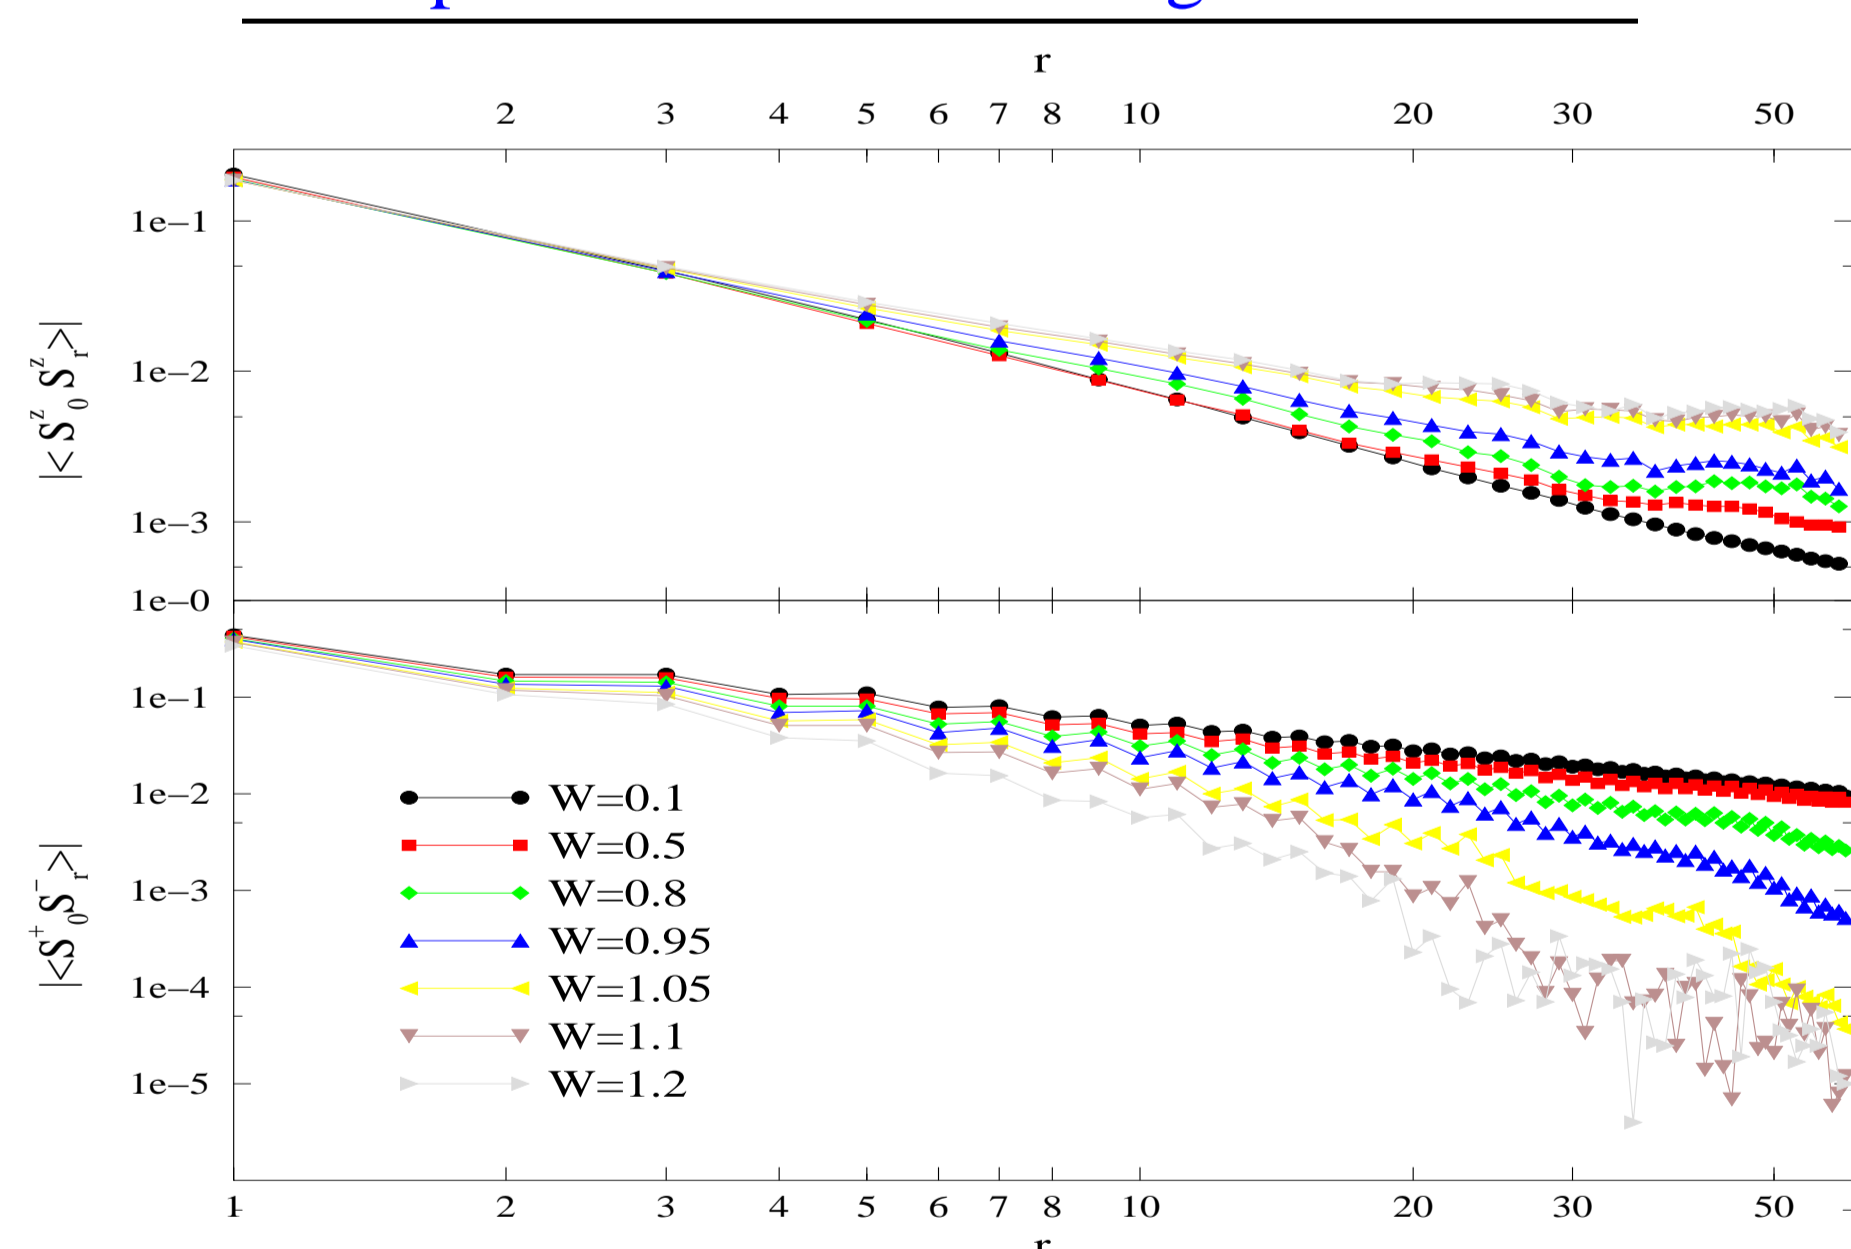 r
2 3 4 5 6 7 8 10 20 30 50
1e−1
1e−2
1e−3
|<S^z_0 S^z_r>|
1e−0
1e−1
1e−2
1e−3
1e−4
1e−5
|<S^+_0 S^-_r>|
W=0.1
W=0.5
W=0.8
W=0.95
W=1.05
W=1.1
W=1.2
1 2 3 4 5 6 7 8 10 20 30 50
r